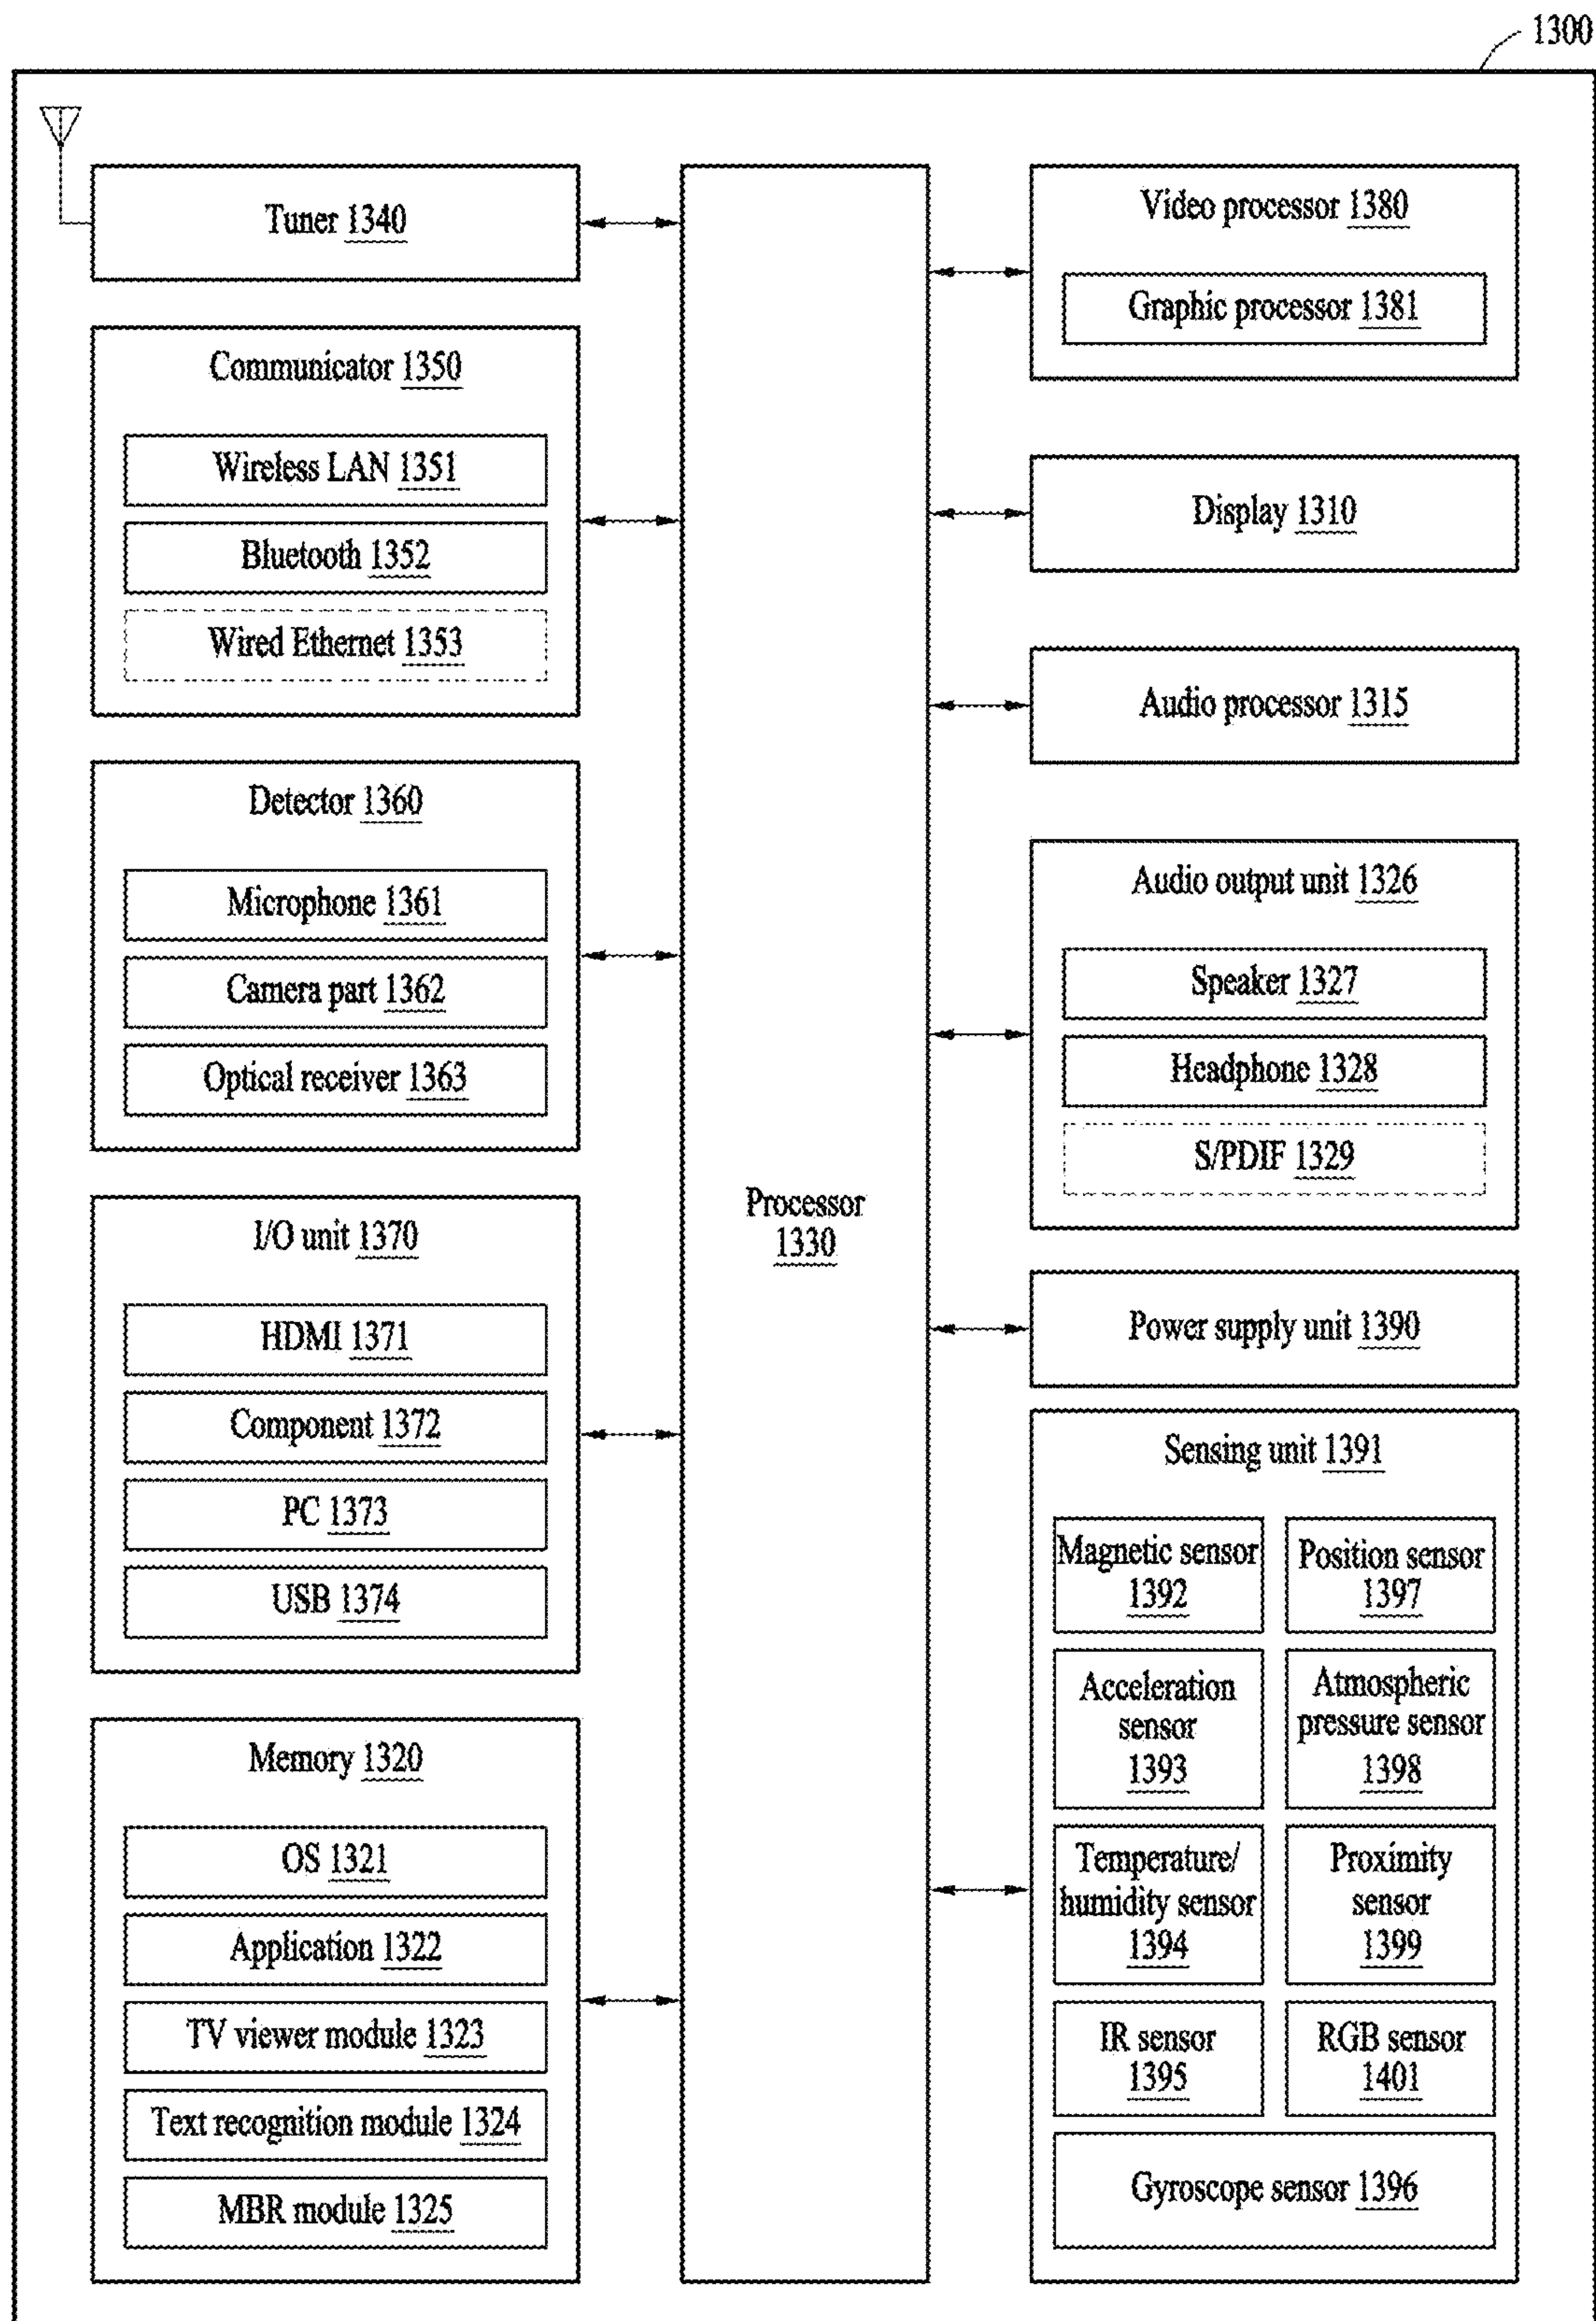 1300
Tuner 1340
Communicator 1350
Wireless LAN 1351
Bluetooth 1352
Wired Ethernet 1353
Detector 1360
Microphone 1361
Camera part 1362
Optical receiver 1363
I/O unit 1370
HDMI 1371
Component 1372
PC 1373
USB 1374
Memory 1320
OS 1321
Application 1322
TV viewer module 1323
Text recognition module 1324
MBR module 1325
Processor
1330
Video processor 1380
Graphic processor 1381
Display 1310
Audio processor 1315
Audio output unit 1326
Speaker 1327
Headphone 1328
S/PDIF 1329
Power supply unit 1390
Sensing unit 1391
Magnetic sensor
1392
Position sensor
1397
Acceleration
sensor
1393
Atmospheric
pressure sensor
1398
Temperature/
humidity sensor
1394
Proximity
sensor
1399
IR sensor
1395
RGB sensor
1401
Gyroscope sensor 1396